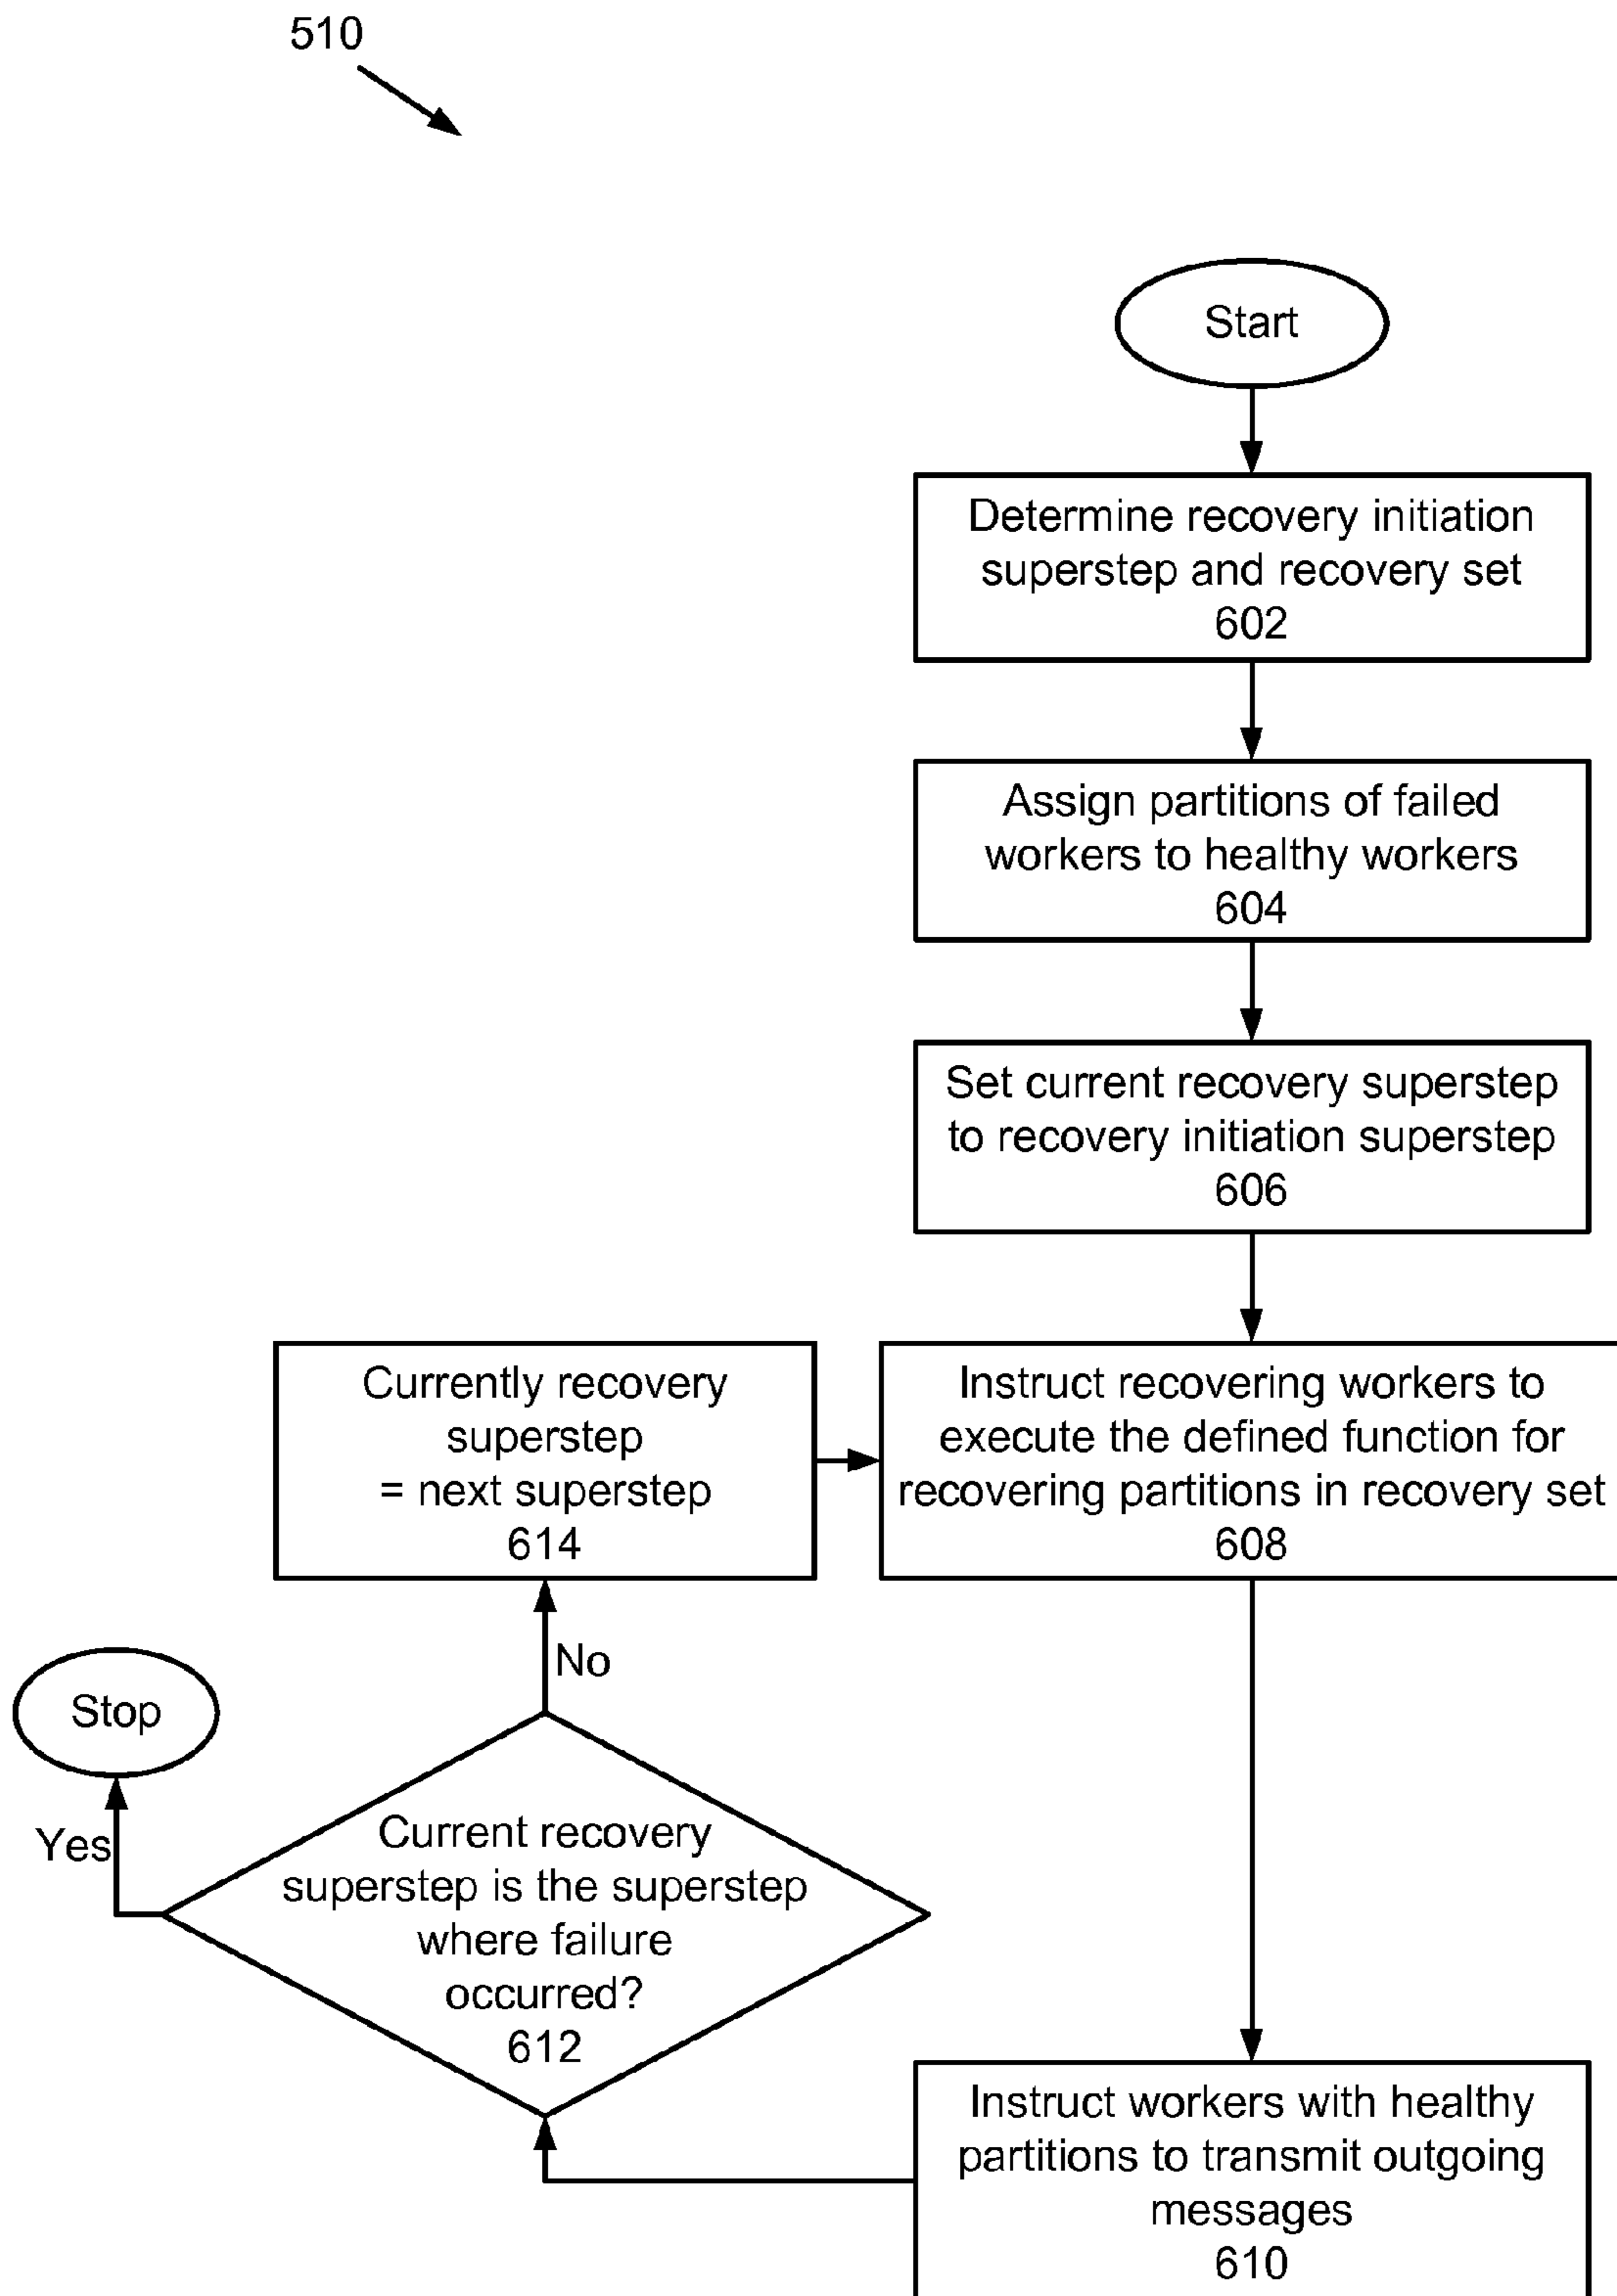 510
Start
Determine recovery initiation
superstep and recovery set
602
Assign partitions of failed
workers to healthy workers
604
Set current recovery superstep
to recovery initiation superstep
606
Currently recovery
superstep
= next superstep
614
Instruct recovering workers to
execute the defined function for
recovering partitions in recovery set
608
No
Stop
Yes
Current recovery
superstep is the superstep
where failure
occurred?
612
Instruct workers with healthy
partitions to transmit outgoing
messages
610